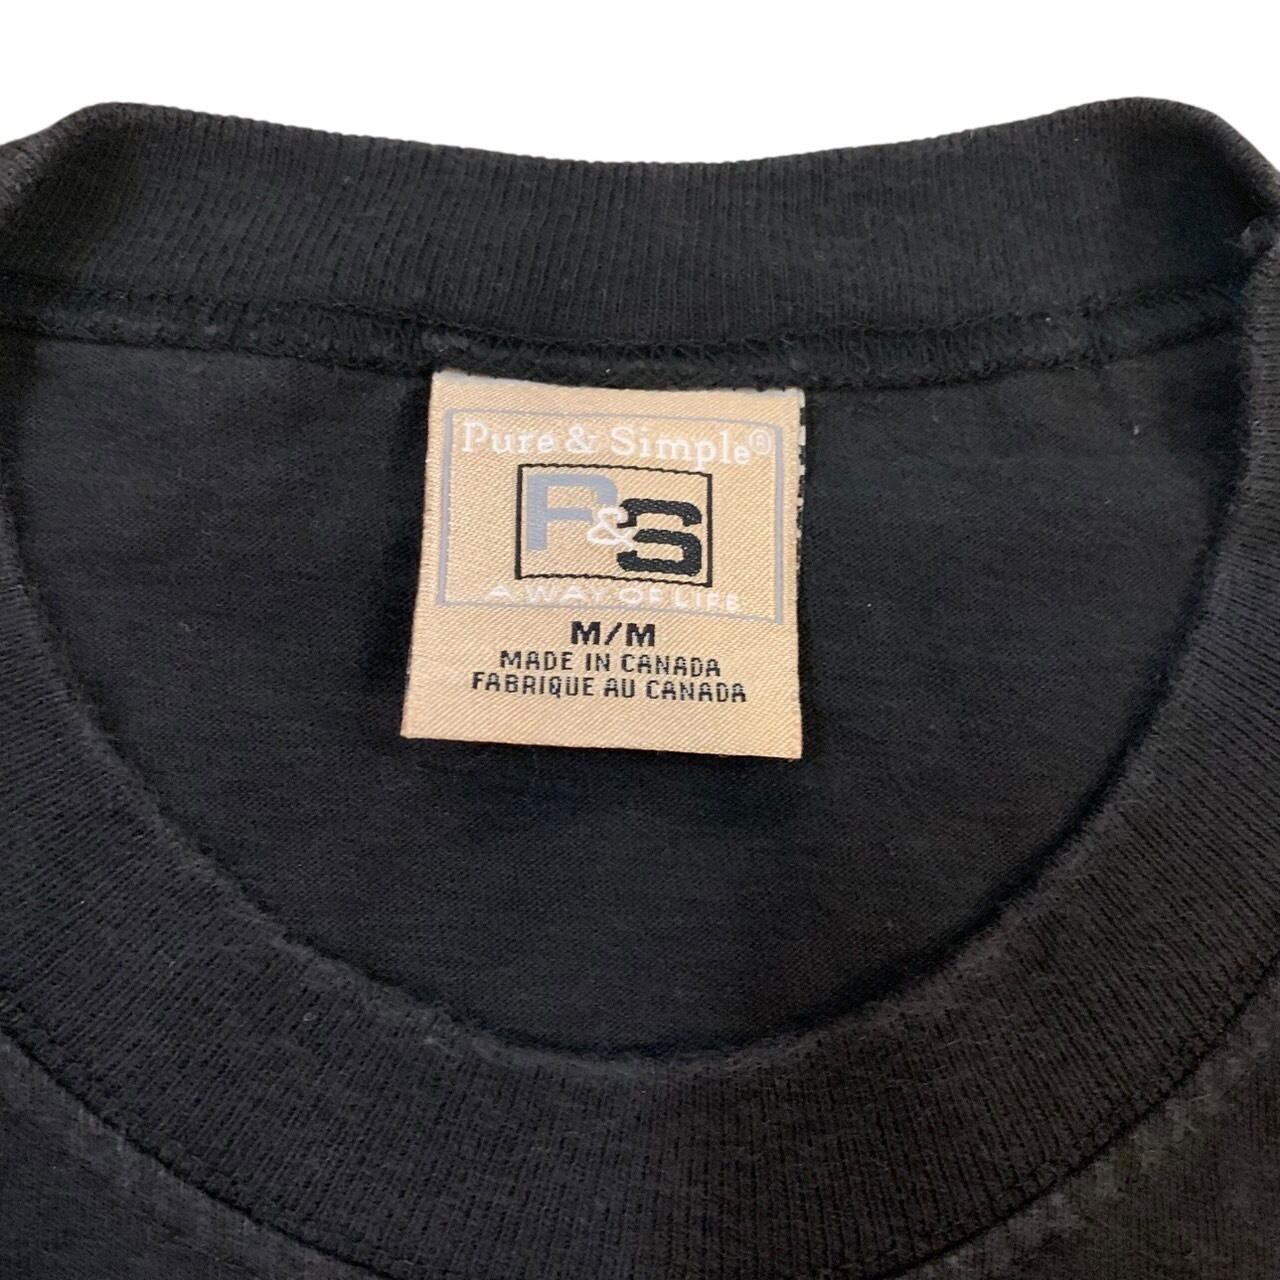 Pure & Simple®
P&S
A WAY OF LIFE
M/M
MADE IN CANADA
FABRIQUE AU CANADA